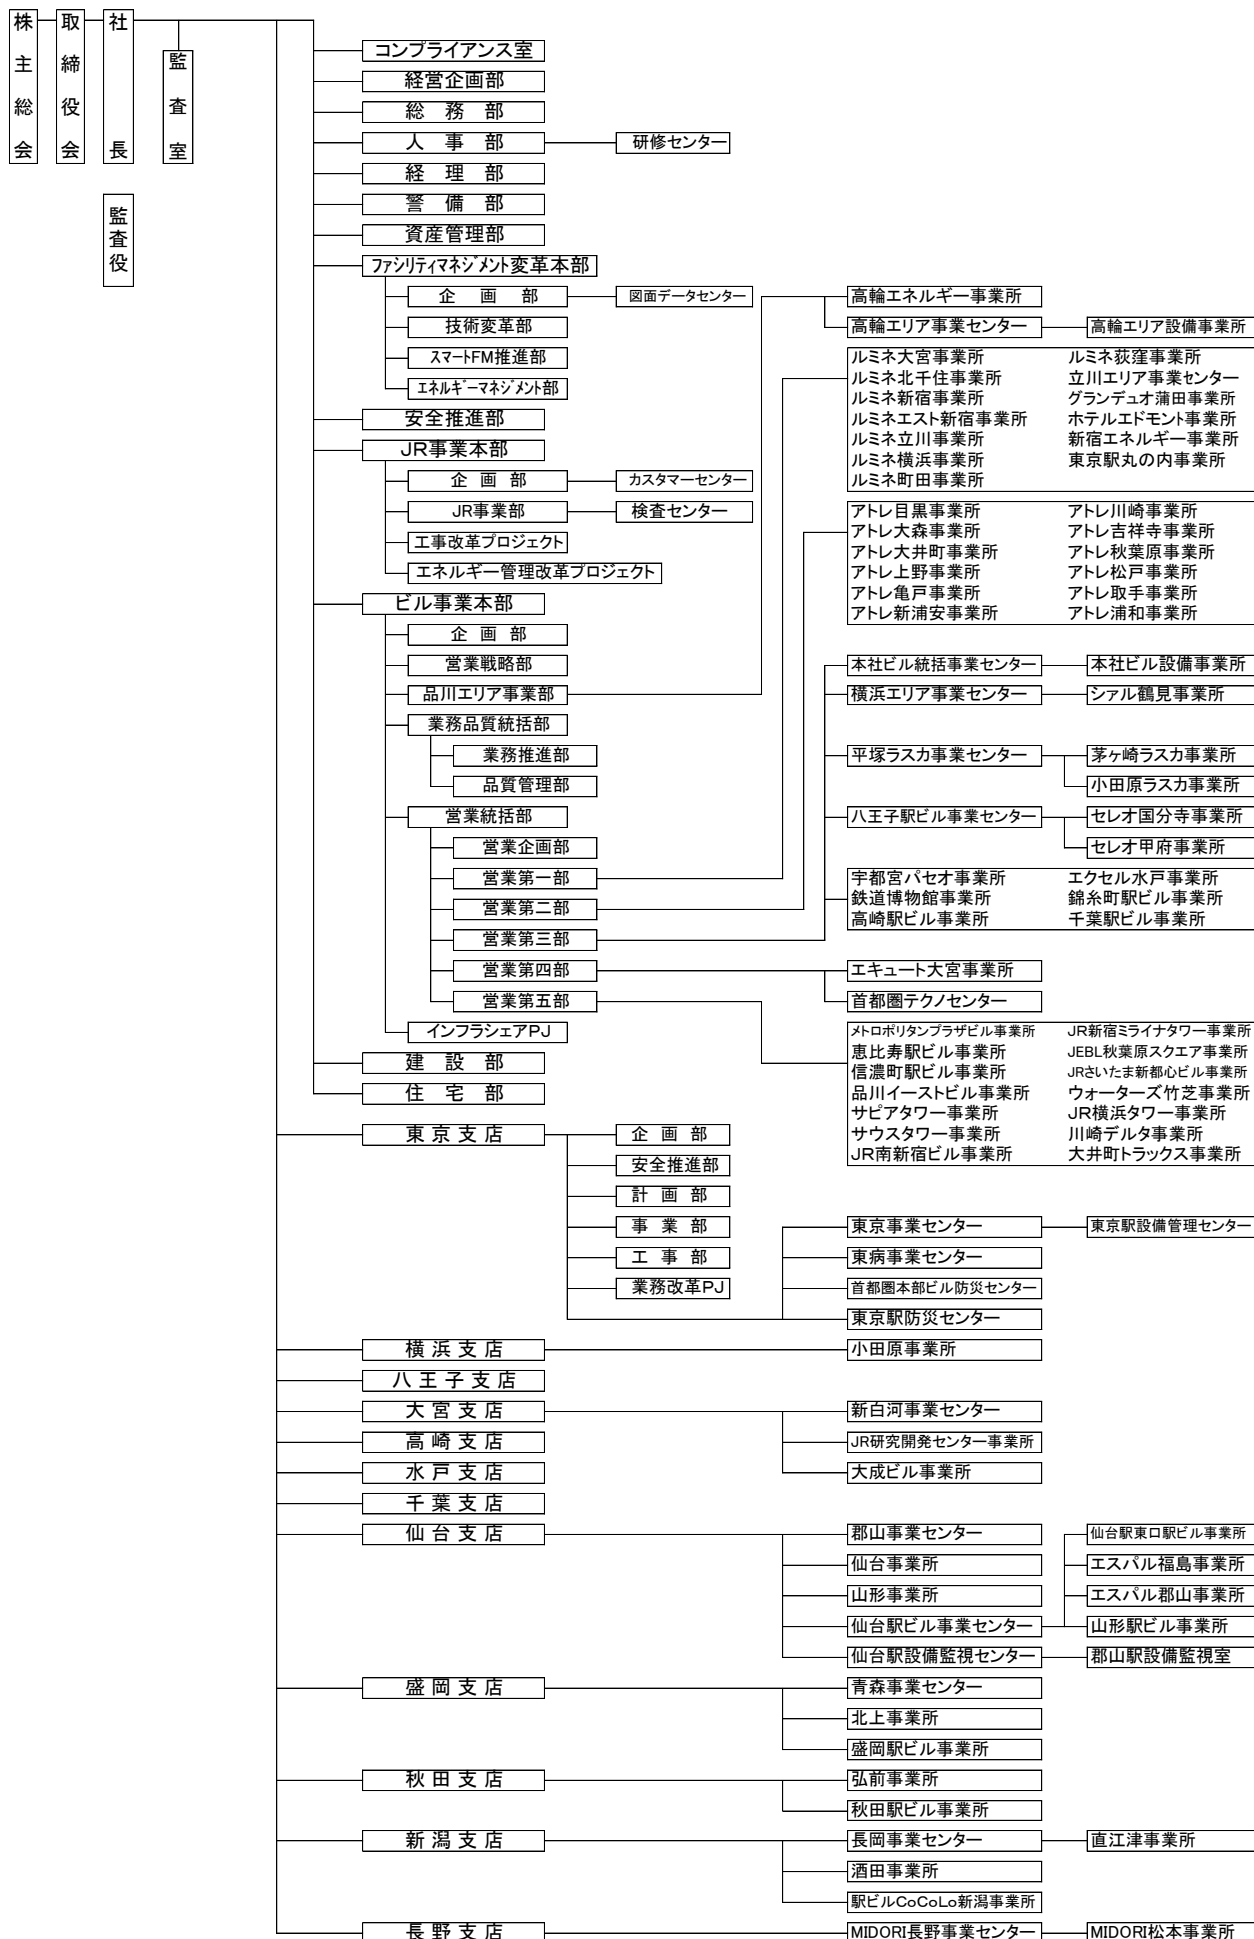 株主総会
取締役会
社長
監査室
監査役
コンプライアンス室
経営企画部
総務部
人事部 研修センター
経理部
警備部
資産管理部
ファシリティマネジメント変革本部
企画部 図面データセンター
技術変革部
スマートFM推進部
エネルギーマネジメント部
安全推進部
JR事業本部
企画部 カスタマーセンター
JR事業部 検査センター
工事改革プロジェクト
エネルギー管理改革プロジェクト
ビル事業本部
企画部
営業戦略部
品川エリア事業部
高輪エネルギー事業所
高輪エリア事業センター 高輪エリア設備事業所
業務品質統括部
業務推進部
品質管理部
営業統括部
営業企画部
営業第一部
ルミネ大宮事業所 ルミネ荻窪事業所
ルミネ北千住事業所 立川エリア事業センター
ルミネ新宿事業所 グランデュオ蒲田事業所
ルミネエスト新宿事業所 ホテルエドモント事業所
ルミネ立川事業所 新宿エネルギー事業所
ルミネ横浜事業所 東京駅丸の内事業所
ルミネ町田事業所
営業第二部
アトレ目黒事業所 アトレ川崎事業所
アトレ大森事業所 アトレ吉祥寺事業所
アトレ大井町事業所 アトレ秋葉原事業所
アトレ上野事業所 アトレ松戸事業所
アトレ亀戸事業所 アトレ取手事業所
アトレ新浦安事業所 アトレ浦和事業所
営業第三部
本社ビル統括事業センター 本社ビル設備事業所
横浜エリア事業センター シァル鶴見事業所
平塚ラスカ事業センター 茅ヶ崎ラスカ事業所
小田原ラスカ事業所
八王子駅ビル事業センター セレオ国分寺事業所
セレオ甲府事業所
宇都宮パセオ事業所 エクセル水戸事業所
鉄道博物館事業所 錦糸町駅ビル事業所
高崎駅ビル事業所 千葉駅ビル事業所
営業第四部
エキュート大宮事業所
首都圏テクノセンター
営業第五部
メトロポリタンプラザビル事業所 JR新宿ミライナタワー事業所
恵比寿駅ビル事業所 JEBL秋葉原スクエア事業所
信濃町駅ビル事業所 JRさいたま新都心ビル事業所
品川イーストビル事業所 ウォーターズ竹芝事業所
サピアタワー事業所 JR横浜タワー事業所
サウスタワー事業所 川崎デルタ事業所
JR南新宿ビル事業所 大井町トラックス事業所
インフラシェアPJ
建設部
住宅部
東京支店
企画部
安全推進部
計画部
事業部
工事部
業務改革PJ
東京事業センター 東京駅設備管理センター
東病事業センター
首都圏本部ビル防災センター
東京駅防災センター
横浜支店 小田原事業所
八王子支店
大宮支店 新白河事業センター
JR研究開発センター事業所
大成ビル事業所
高崎支店
水戸支店
千葉支店
仙台支店 郡山事業センター
仙台事業所
山形事業所
仙台駅ビル事業センター
仙台駅東口駅ビル事業所
エスパル福島事業所
エスパル郡山事業所
山形駅ビル事業所
仙台駅設備監視センター 郡山駅設備監視室
盛岡支店 青森事業センター
北上事業所
盛岡駅ビル事業所
秋田支店 弘前事業所
秋田駅ビル事業所
新潟支店 長岡事業センター 直江津事業所
酒田事業所
駅ビルCoCoLo新潟事業所
長野支店 MIDORI長野事業センター MIDORI松本事業所